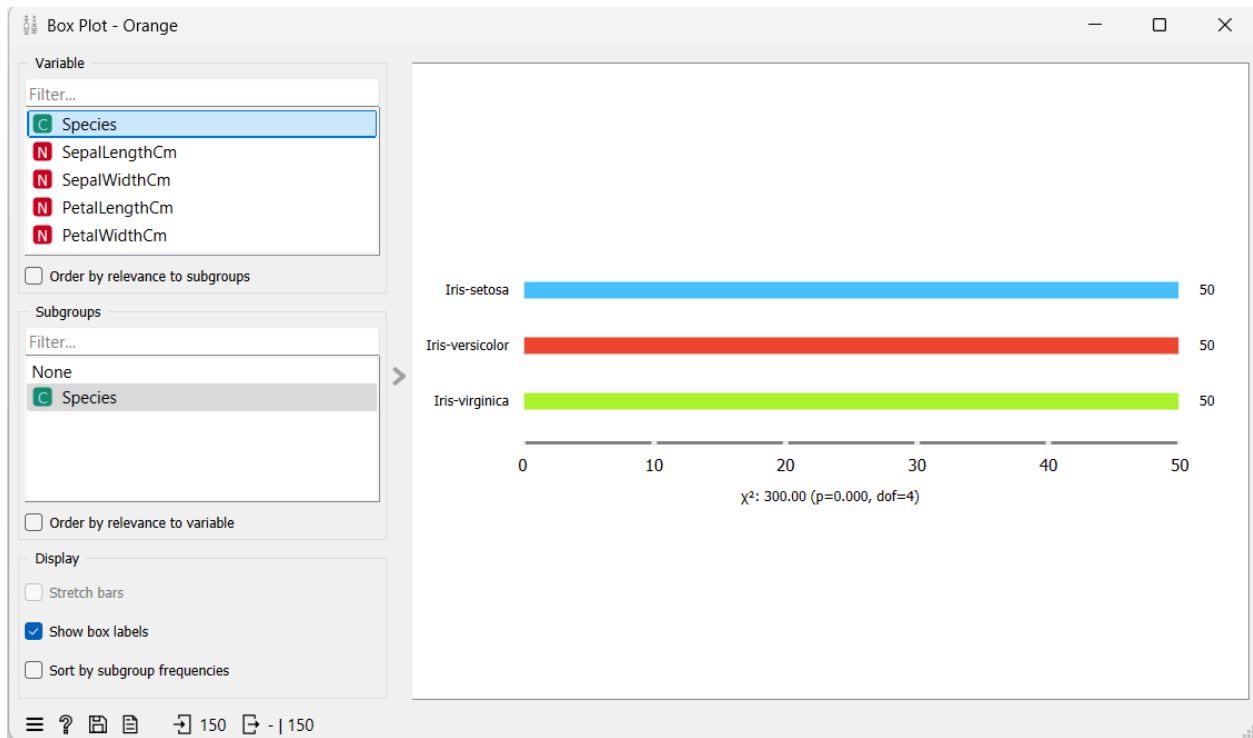 Box Plot - Orange
Variable
Filter...
C Species
N SepalLengthCm
N SepalWidthCm
N PetalLengthCm
N PetalWidthCm
Order by relevance to subgroups
Subgroups
Filter...
None
C Species
Order by relevance to variable
Display
Stretch bars
Show box labels
Sort by subgroup frequencies
? 150 - | 150
Iris-setosa 50
Iris-versicolor 50
Iris-virginica 50
0 10 20 30 40 50
χ²: 300.00 (p=0.000, dof=4)